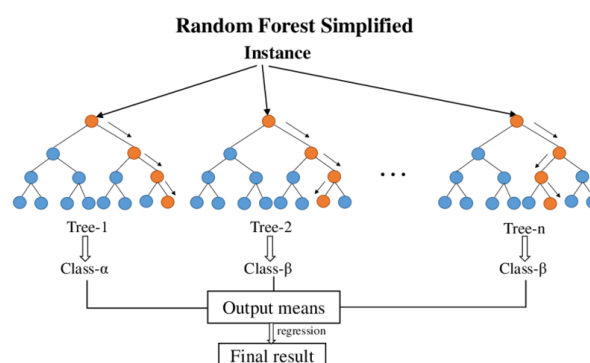 Random Forest Simplified
Instance
...
Tree-1 Tree-2 Tree-n
Class-α Class-β Class-β
Output means
regression
Final result